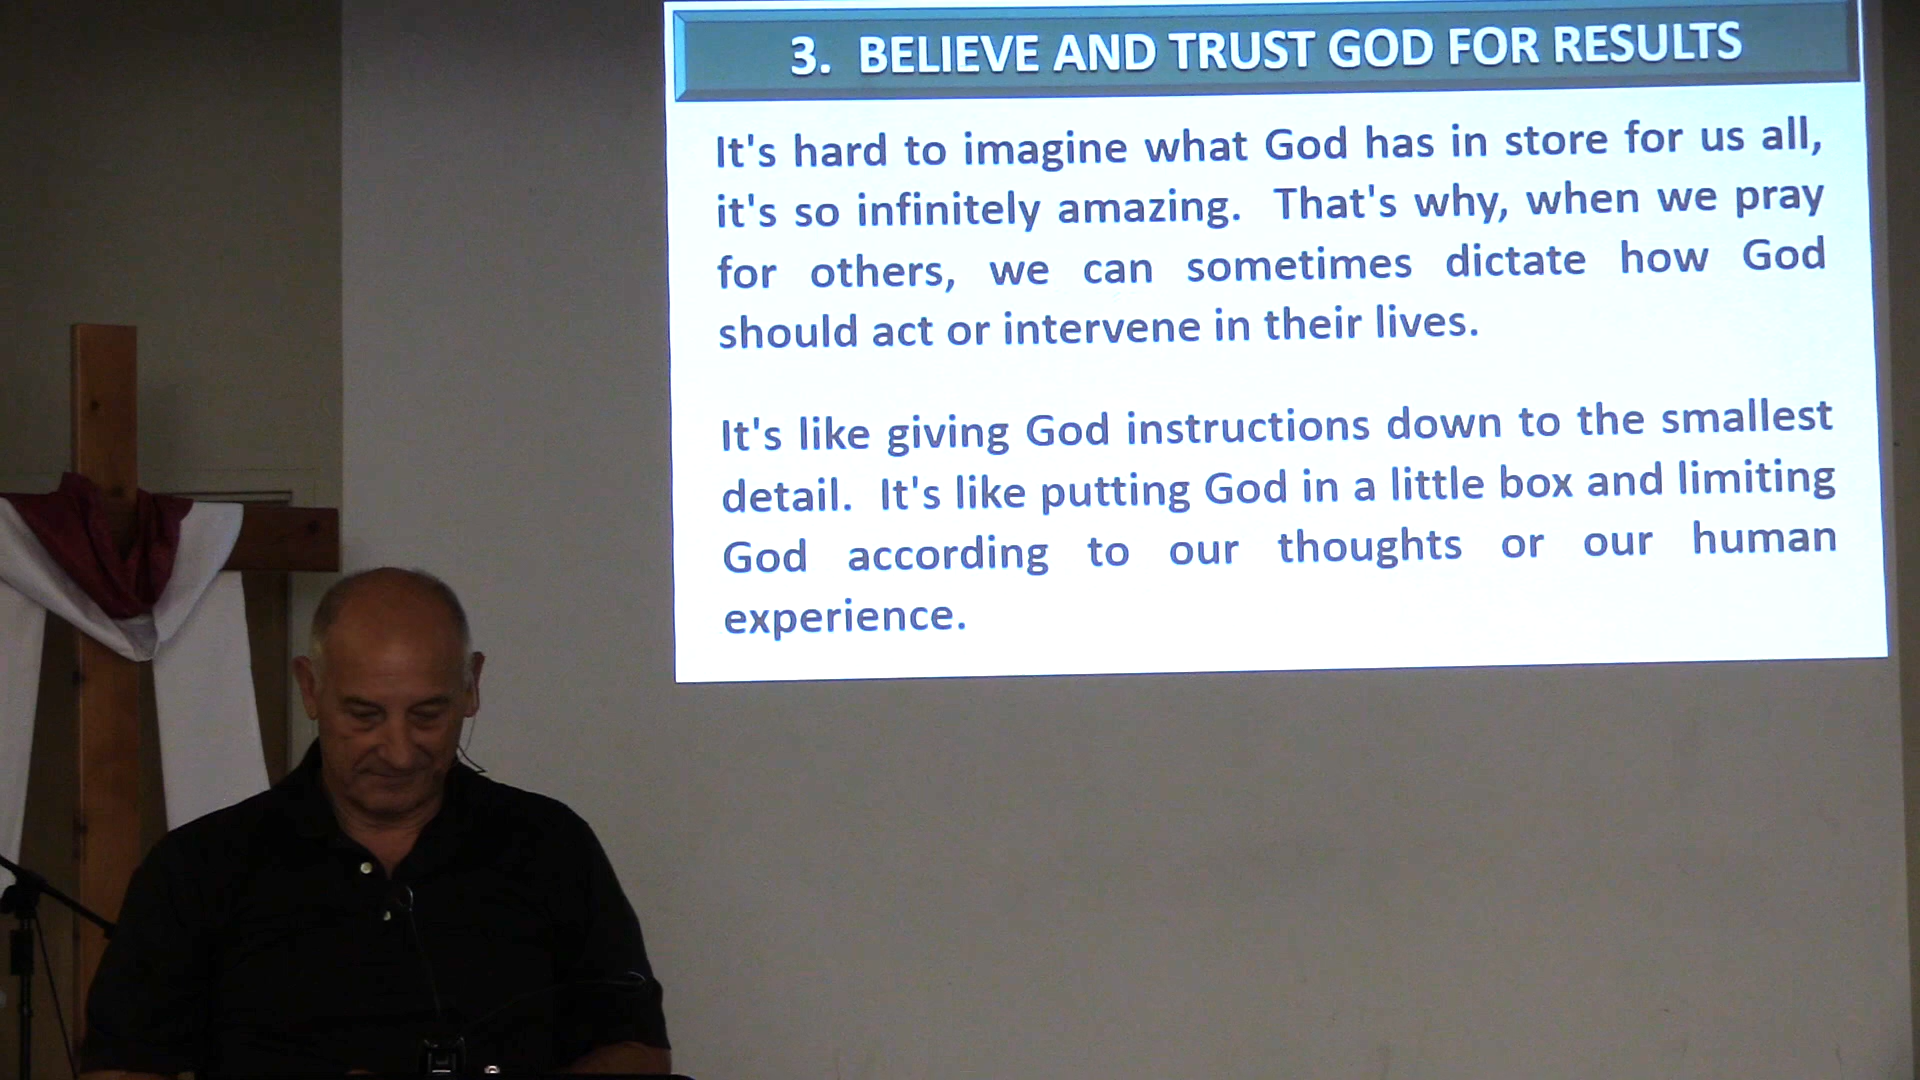 3. BELIEVE AND TRUST GOD FOR RESULTS
It's hard to imagine what God has in store for us all,
it's so infinitely amazing. That's why, when we pray
for others, we can sometimes dictate how God
should act or intervene in their lives.
It's like giving God instructions down to the smallest
detail. It's like putting God in a little box and limiting
God according to our thoughts or our human
experience.